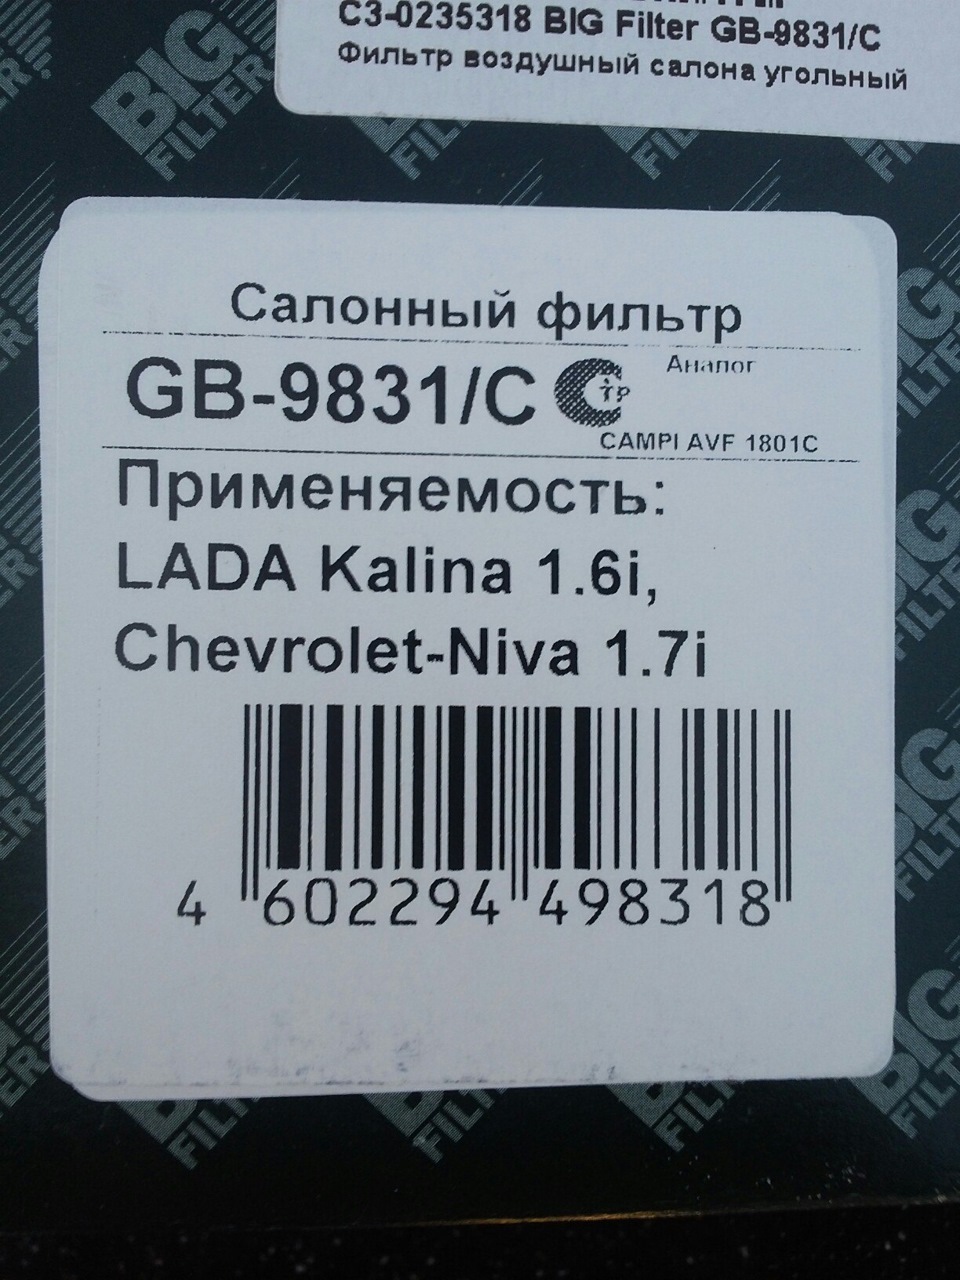 С3-0235318 BIG Filter GB-9831/C
Фильтр воздушный салона угольный
BIG FILTER
Салонный фильтр
GB-9831/C
Аналог
CAMPI AVF 1801C
Применяемость:
LADA Kalina 1.6i,
Chevrolet-Niva 1.7i
4 602294 498318